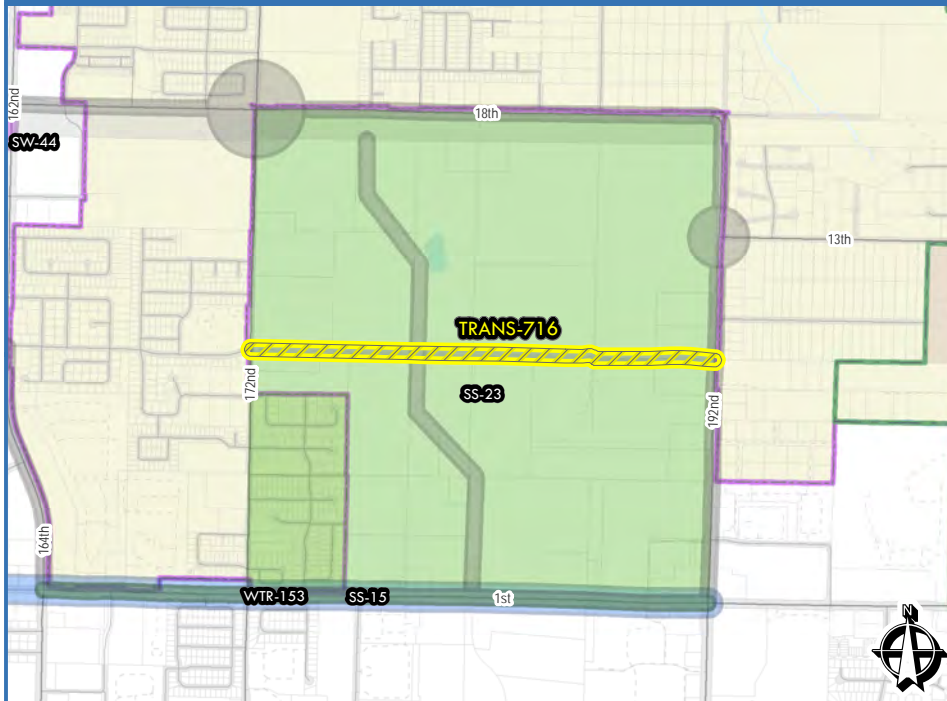 18th
162nd
SW-44
13th
TRANS-716
172nd
SS-23
192nd
164th
WTR-153
SS-15
1st
N